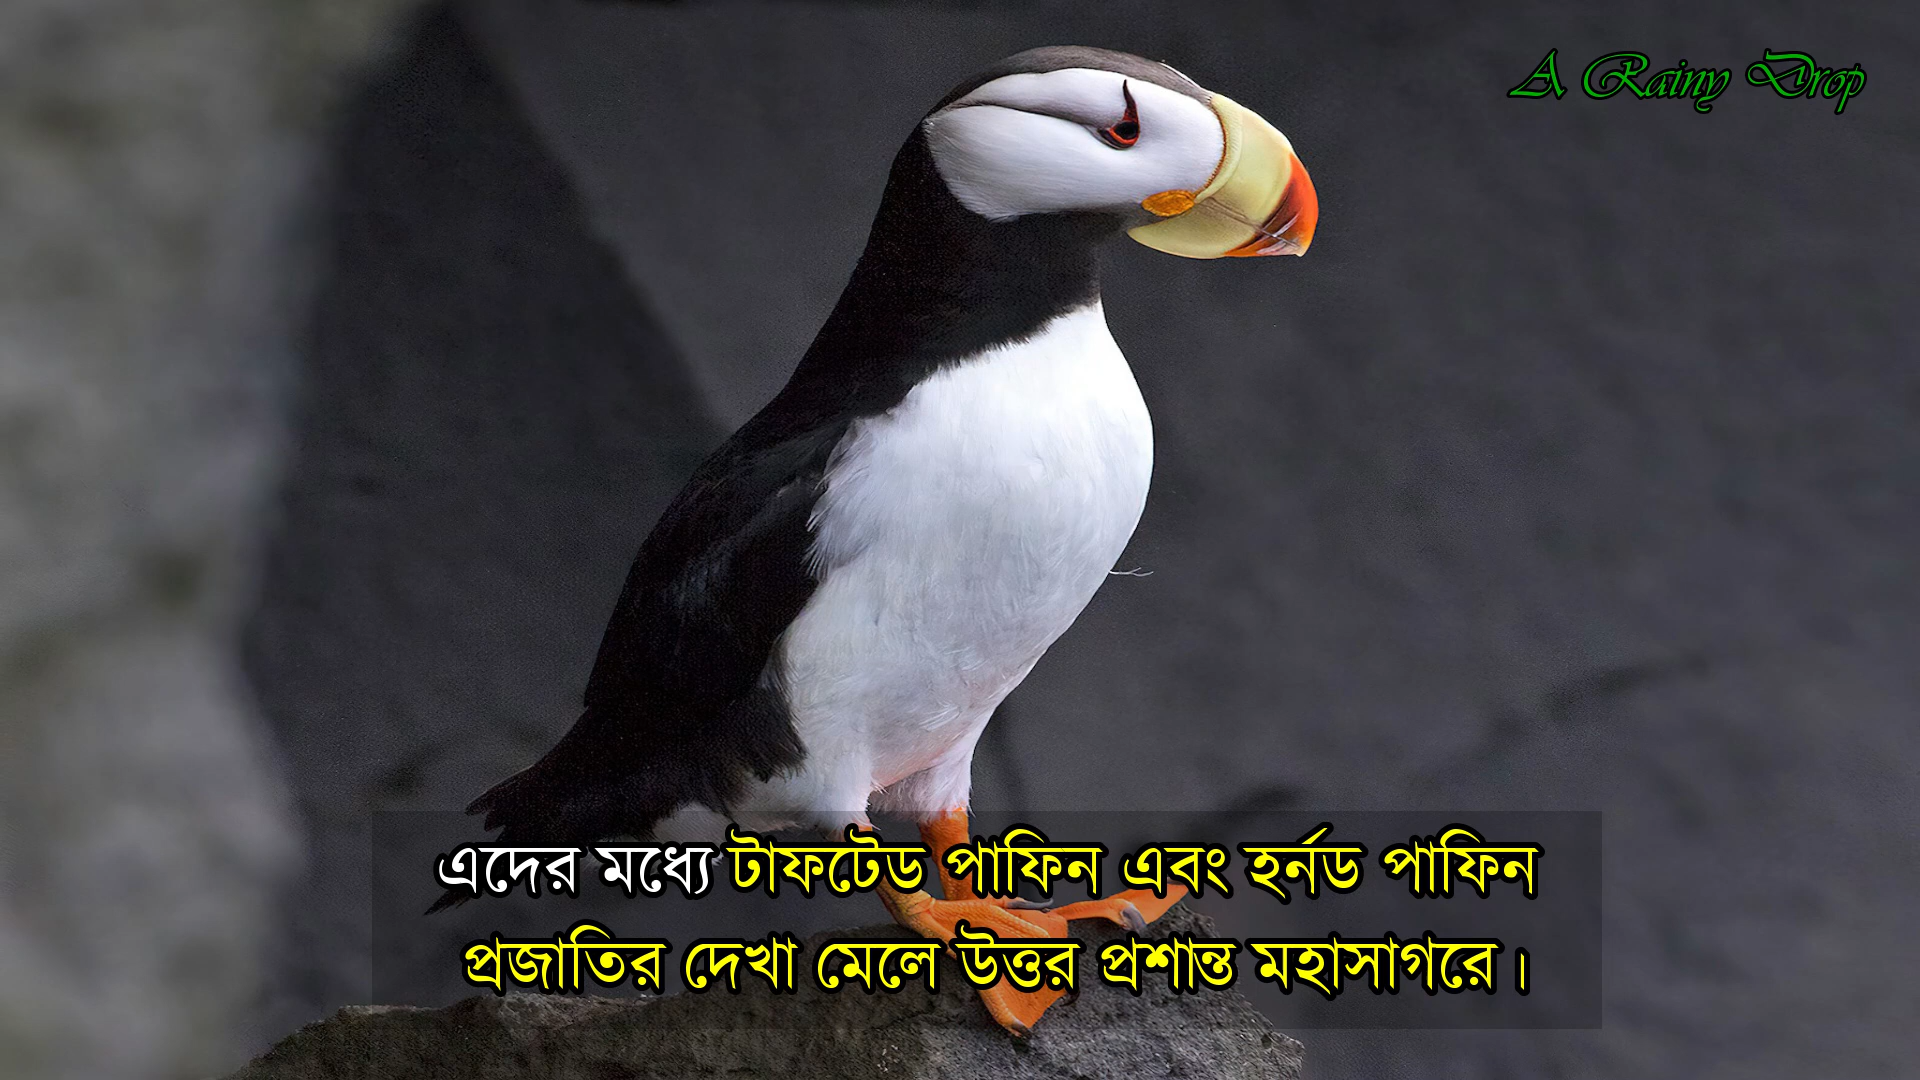 A Rainy Drop
এদের মধ্যে টাফটেড পাফিন এবং হর্নড পাফিন
প্রজাতির দেখা মেলে উত্তর প্রশান্ত মহাসাগরে।